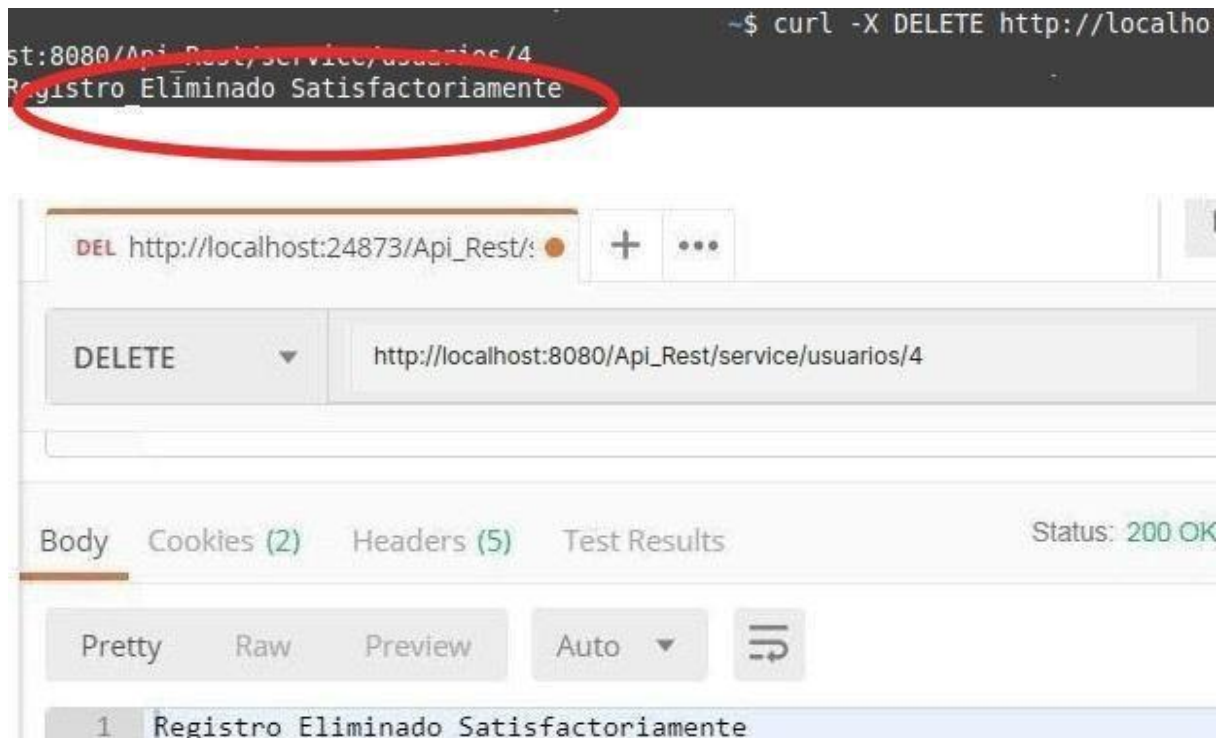 ~$ curl -X DELETE http://localho
st:8080/Api_Rest/service/usuarios/4
Registro Eliminado Satisfactoriamente
DEL http://localhost:24873/Api_Rest/s
DELETE
http://localhost:8080/Api_Rest/service/usuarios/4
Body Cookies (2) Headers (5) Test Results Status: 200 OK
Pretty Raw Preview Auto
1 Registro Eliminado Satisfactoriamente